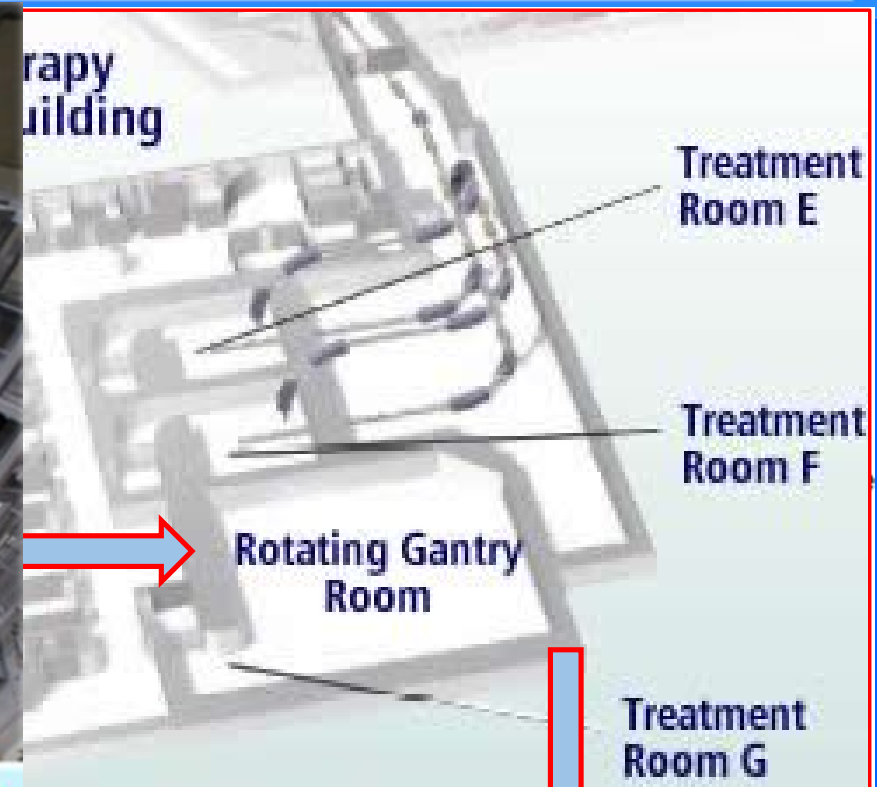 rapy
uilding
Treatment
Room E
Treatment
Room F
Rotating Gantry
Room
Treatment
Room G